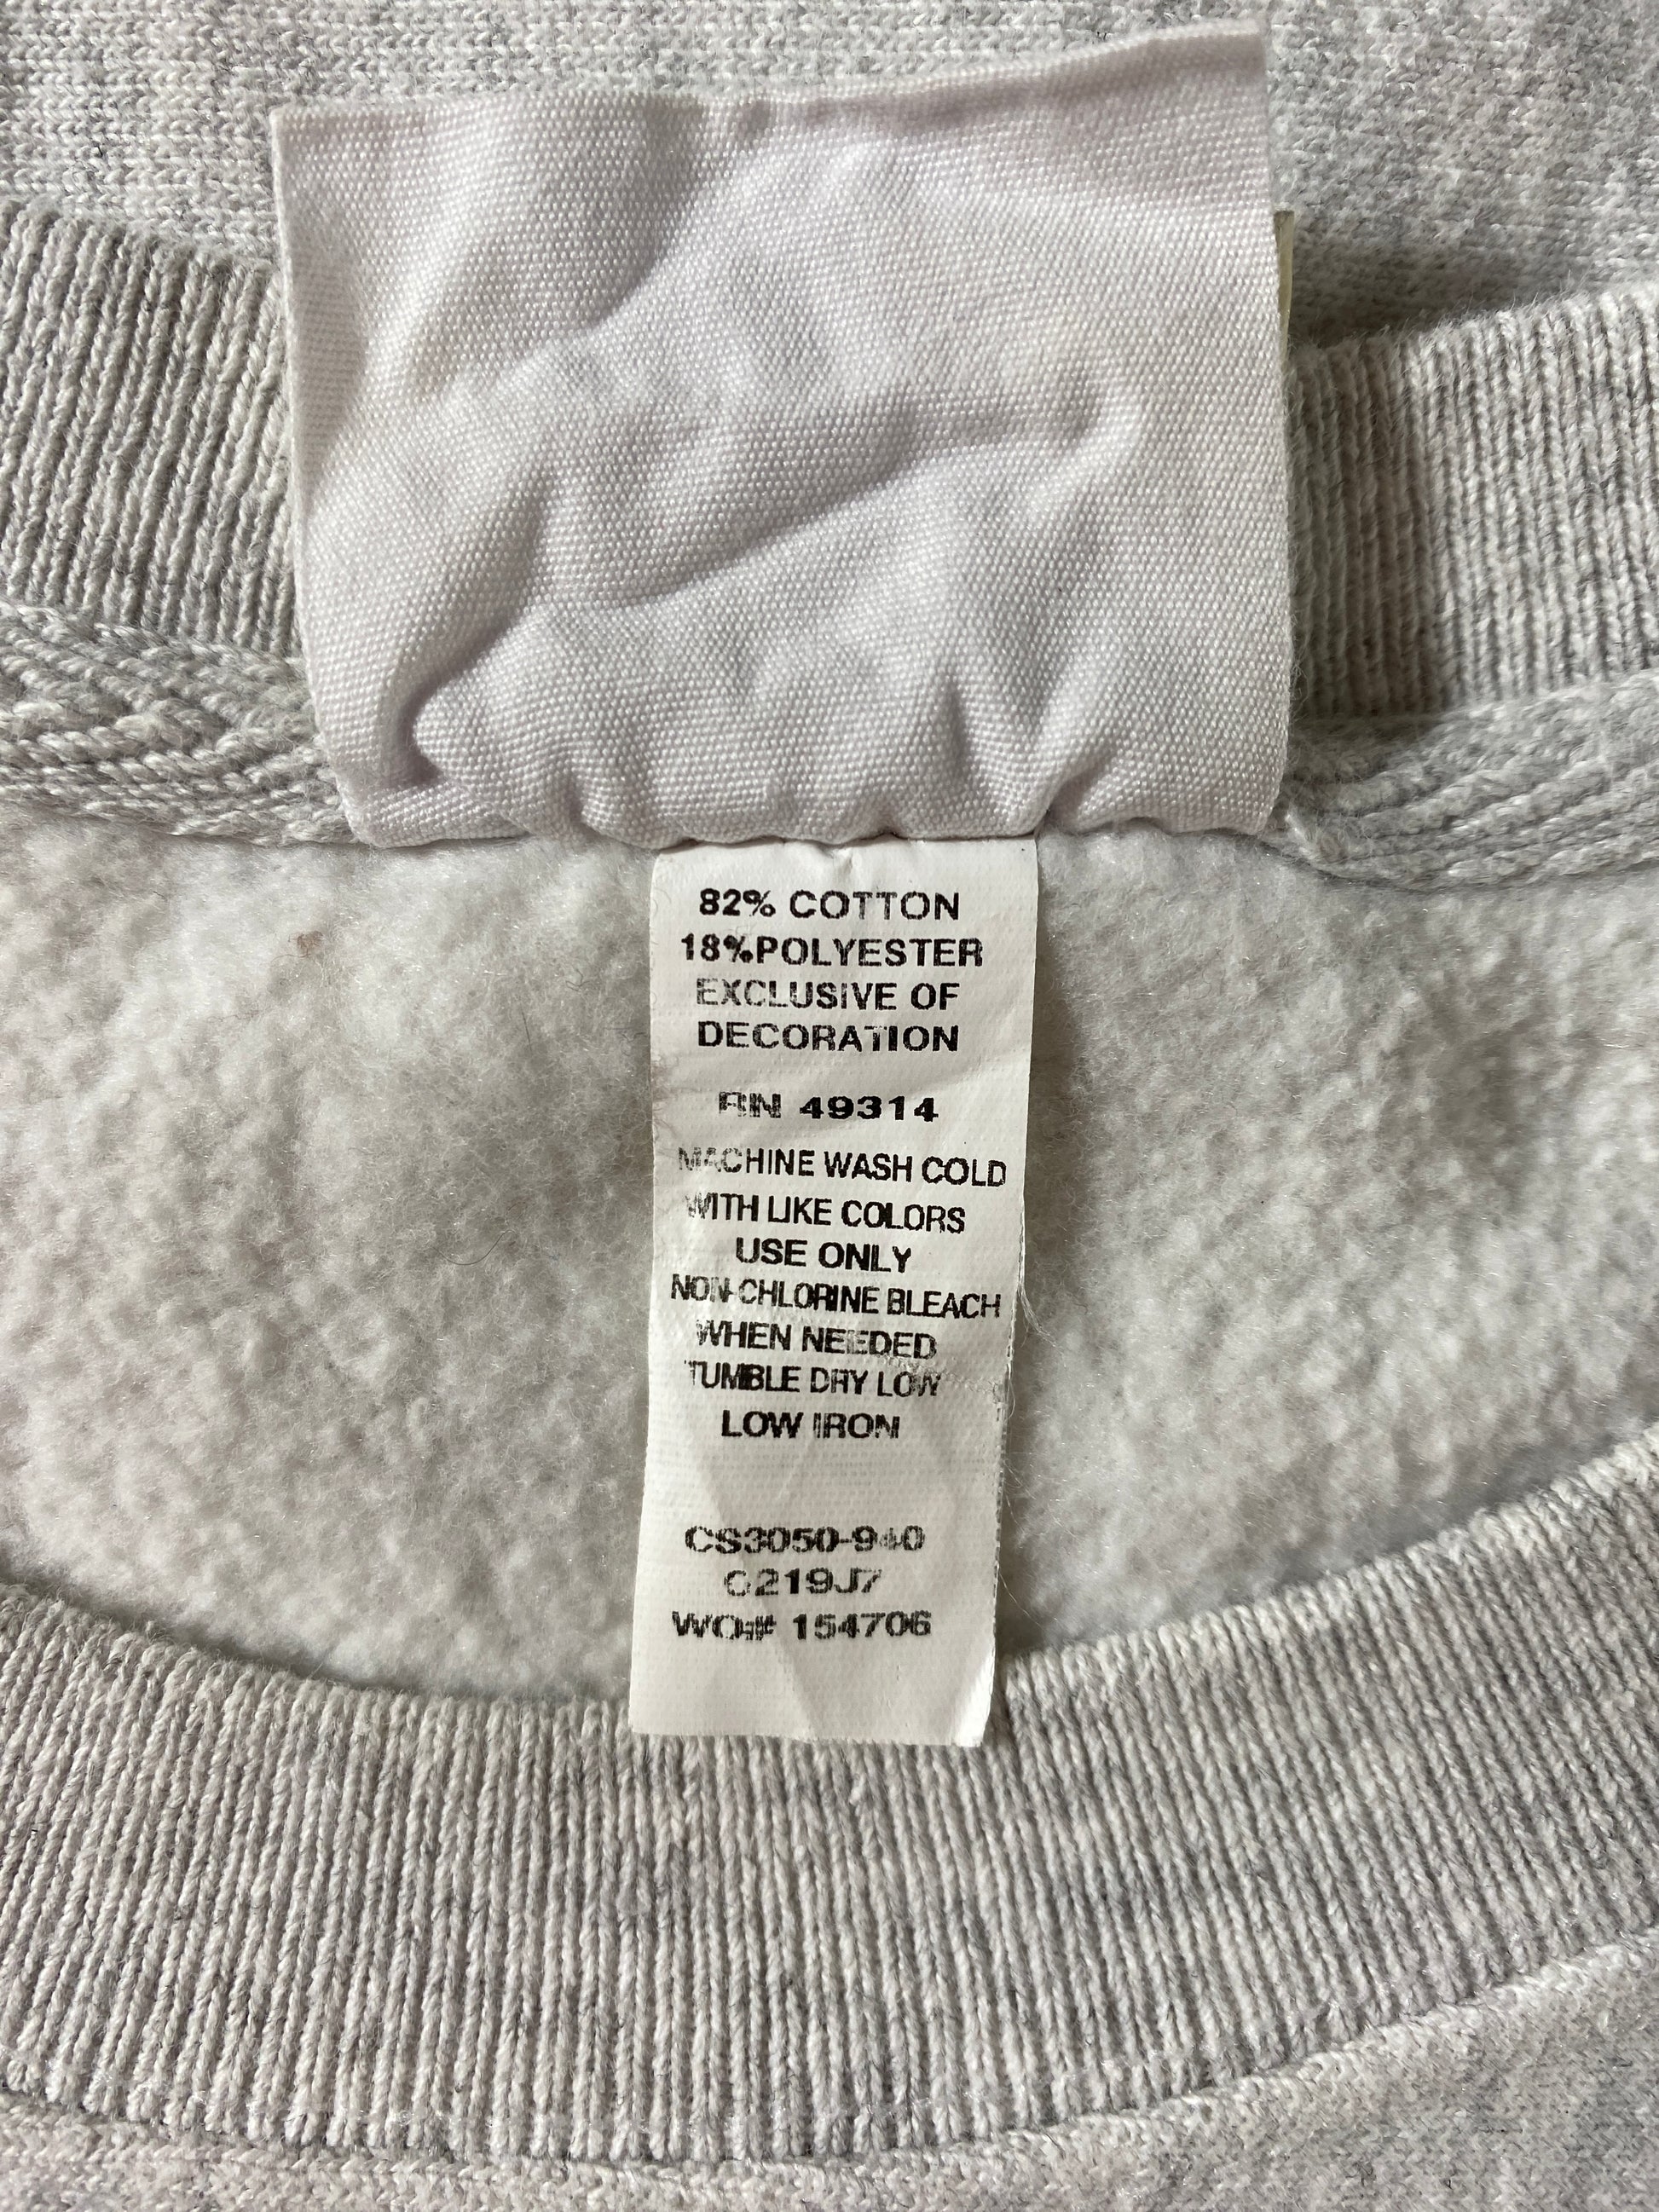 82% COTTON
18%POLYESTER
EXCLUSIVE OF
DECORATION
RN 49314
MACHINE WASH COLD
WITH LIKE COLORS
USE ONLY
NON-CHLORINE BLEACH
WHEN NEEDED
TUMBLE DRY LOW
LOW IRON
CS3050-940
WO# 154706